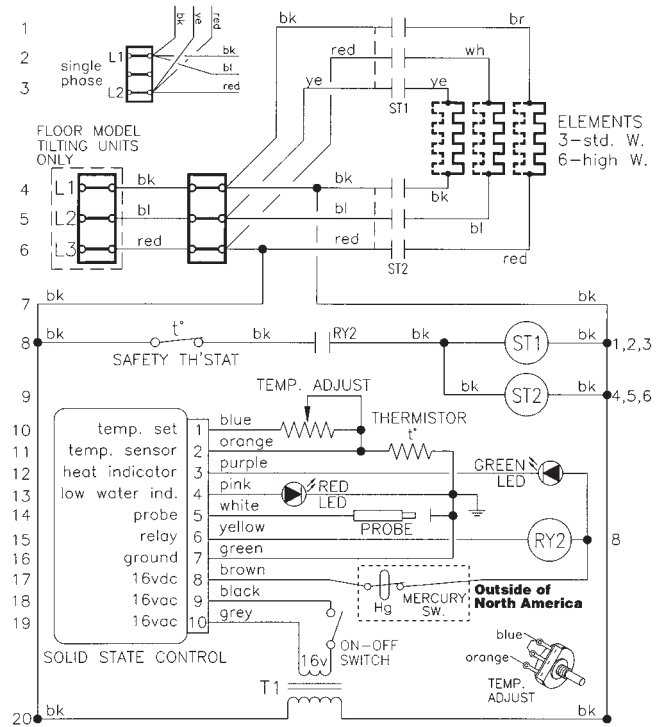 bk ye red
1 bk br
2 L1 bk red wh
single phase bl
3 L2 red ye ye
ST1
ELEMENTS
3-std. W.
6-high W.
FLOOR MODEL
TILTING UNITS
ONLY
4 L1 bk bk bk
5 L2 bl bl bl
6 L3 red red red
ST2
7 bk bk
8 bk t° bk RY2 bk ST1 bk 1,2,3
SAFETY TH'STAT
9 bk ST2 bk 4,5,6
TEMP. ADJUST
10 temp. set 1 blue THERMISTOR
11 temp. sensor 2 orange t°
12 heat indicator 3 purple GREEN LED
13 low water ind. 4 pink RED LED
14 probe 5 white PROBE
15 relay 6 yellow RY2 8
16 ground 7 green
17 16vdc 8 brown Hg MERCURY SW. Outside of North America
18 16vac 9 black
19 16vac 10 grey ON-OFF SWITCH
SOLID STATE CONTROL 16v
T1
blue
orange
TEMP. ADJUST
20 bk bk